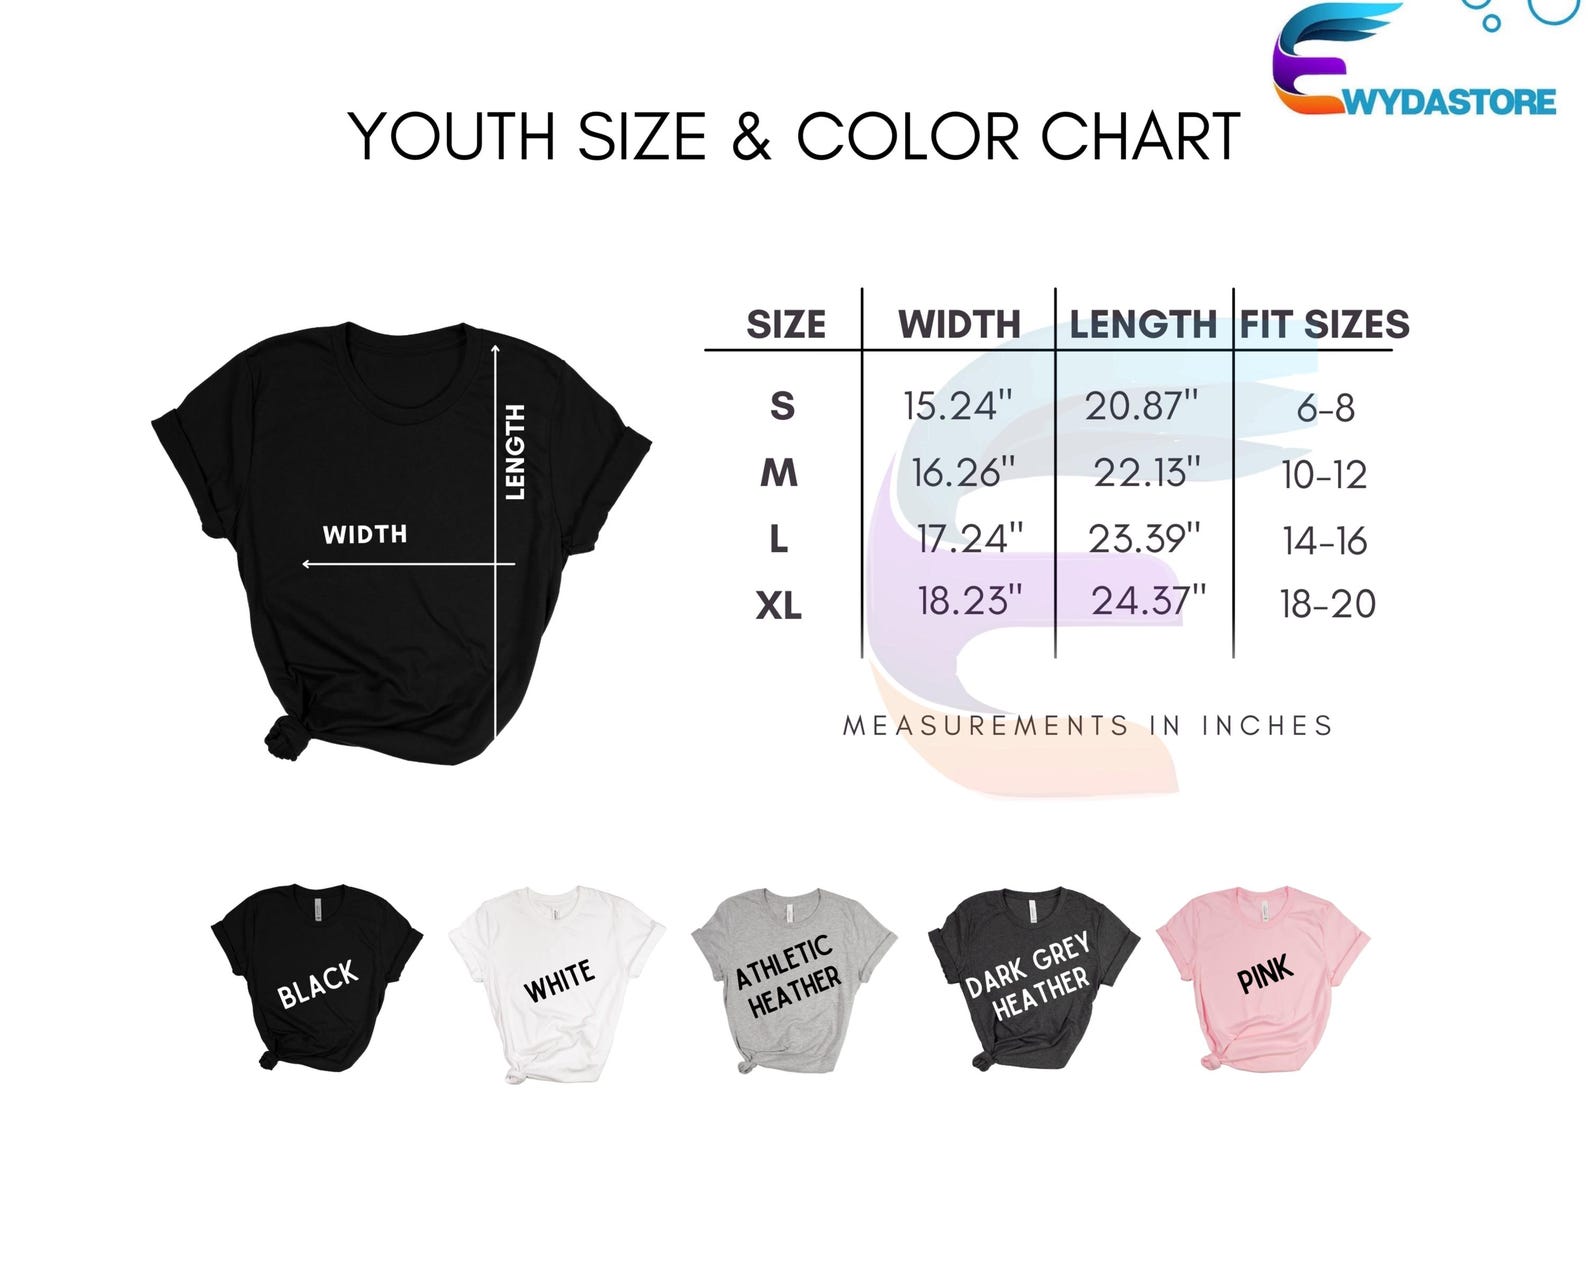 EWYDASTORE
YOUTH SIZE & COLOR CHART
SIZE WIDTH LENGTH FIT SIZES
S 15.24" 20.87" 6-8
M 16.26" 22.13" 10-12
L 17.24" 23.39" 14-16
XL 18.23" 24.37" 18-20
MEASUREMENTS IN INCHES
LENGTH
WIDTH
BLACK
WHITE
ATHLETIC
HEATHER
DARK GREY
HEATHER
PINK